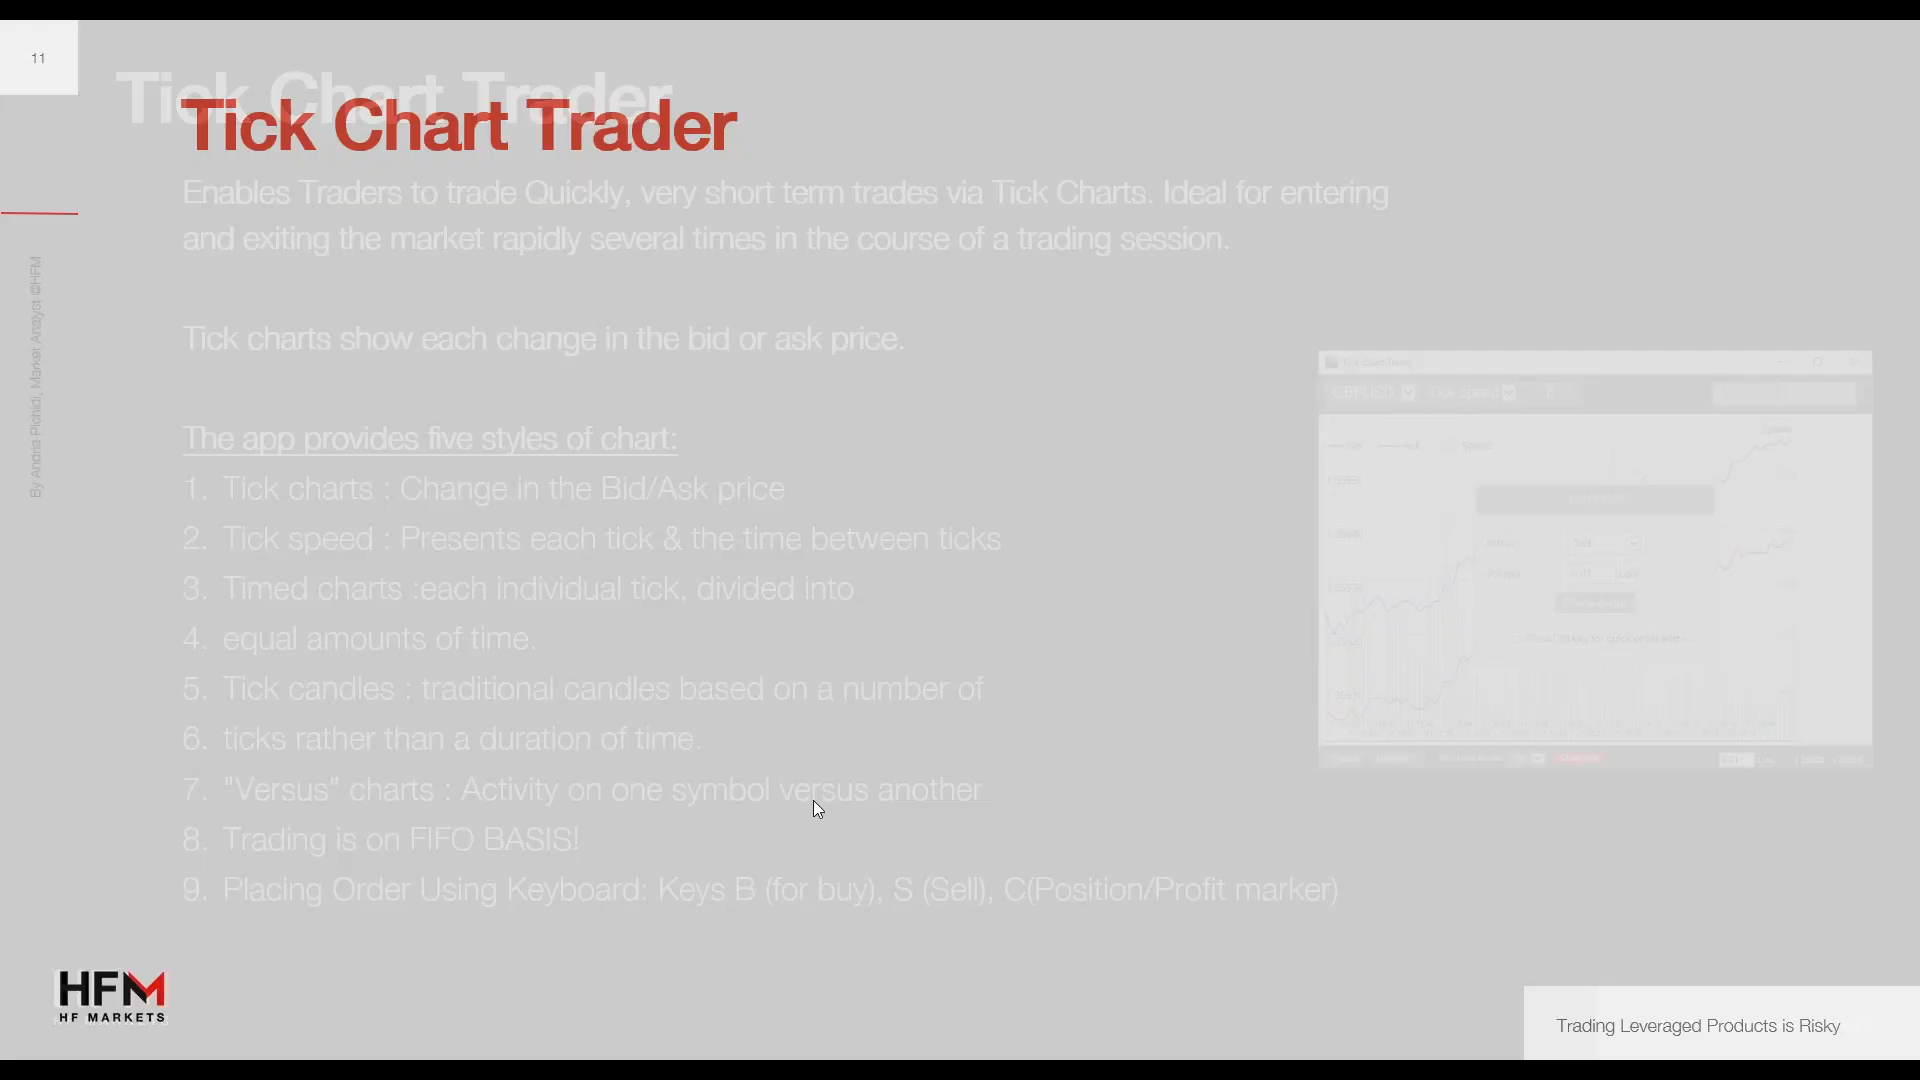 11
Tick Chart Trader
Tick Chart Trader
Enables Traders to trade Quickly, very short term trades via Tick Charts. Ideal for entering
and exiting the market rapidly several times in the course of a trading session.
Tick charts show each change in the bid or ask price.
The app provides five styles of chart:
1. Tick charts : Change in the Bid/Ask price
2. Tick speed : Presents each tick & the time between ticks
3. Timed charts :each individual tick, divided into
4. equal amounts of time.
5. Tick candles : traditional candles based on a number of
6. ticks rather than a duration of time.
7. "Versus" charts : Activity on one symbol versus another
8. Trading is on FIFO BASIS!
9. Placing Order Using Keyboard: Keys B (for buy), S (Sell), C(Position/Profit marker)
By Andria Pichidi, Market Analyst @HFM
GBPUSD
Tick speed
Speed
HFM
HF MARKETS
Trading Leveraged Products is Risky